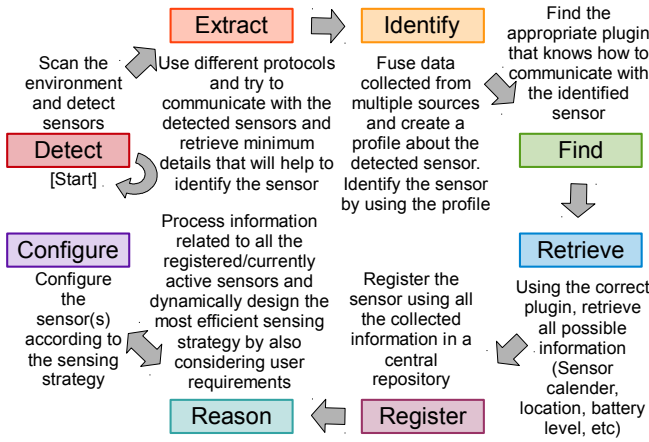 Extract
Identify
Find the
appropriate plugin
that knows how to
communicate with
the identified
sensor
Scan the
environment
and detect
sensors
Use different protocols
and try to
communicate with the
detected sensors and
retrieve minimum
details that will help to
identify the sensor
Fuse data
collected from
multiple sources
and create a
profile about the
detected sensor.
Identify the sensor
by using the profile
Detect
[Start]
Find
Configure
Configure
the
sensor(s)
according to
the sensing
strategy
Process information
related to all the
registered/currently
active sensors and
dynamically design the
most efficient sensing
strategy by also
considering user
requirements
Register the
sensor using all
the collected
information in a
central
repository
Retrieve
Using the correct
plugin, retrieve
all possible
information
(Sensor
calender,
location, battery
level, etc)
Reason
Register